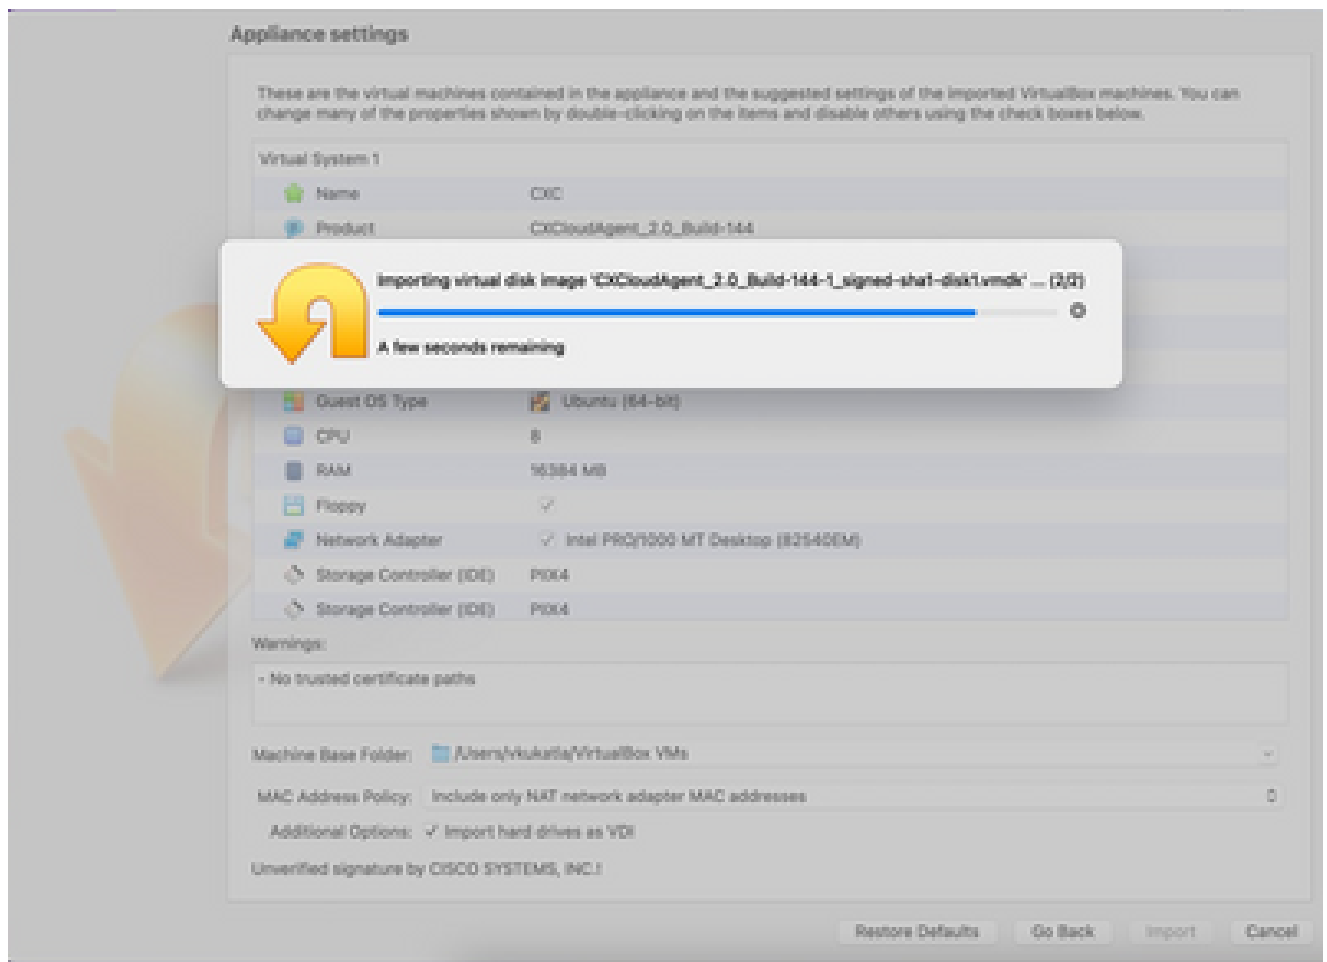 Appliance settings
These are the virtual machines contained in the appliance and the suggested settings of the imported VirtualBox machines. You can
change many of the properties shown by double-clicking on the items and disable others using the check boxes below.
Virtual System 1
Name CXC
Product CXCloudAgent_2.0_Build-144
Importing virtual disk image 'CXCloudAgent_2.0_Build-144-1_signed-sha1-disk1.vmdk' ... (2/2)
A few seconds remaining
Guest OS Type Ubuntu (64-bit)
CPU 8
RAM 16384 MB
Floppy
Network Adapter Intel PRO/1000 MT Desktop (82540EM)
Storage Controller (IDE) PIIX4
Storage Controller (IDE) PIIX4
Warnings:
- No trusted certificate paths
Machine Base Folder: /Users/vkukatla/VirtualBox VMs
MAC Address Policy: Include only NAT network adapter MAC addresses
Additional Options: Import hard drives as VDI
Unverified signature by CISCO SYSTEMS, INC.!
Restore Defaults Go Back Import Cancel